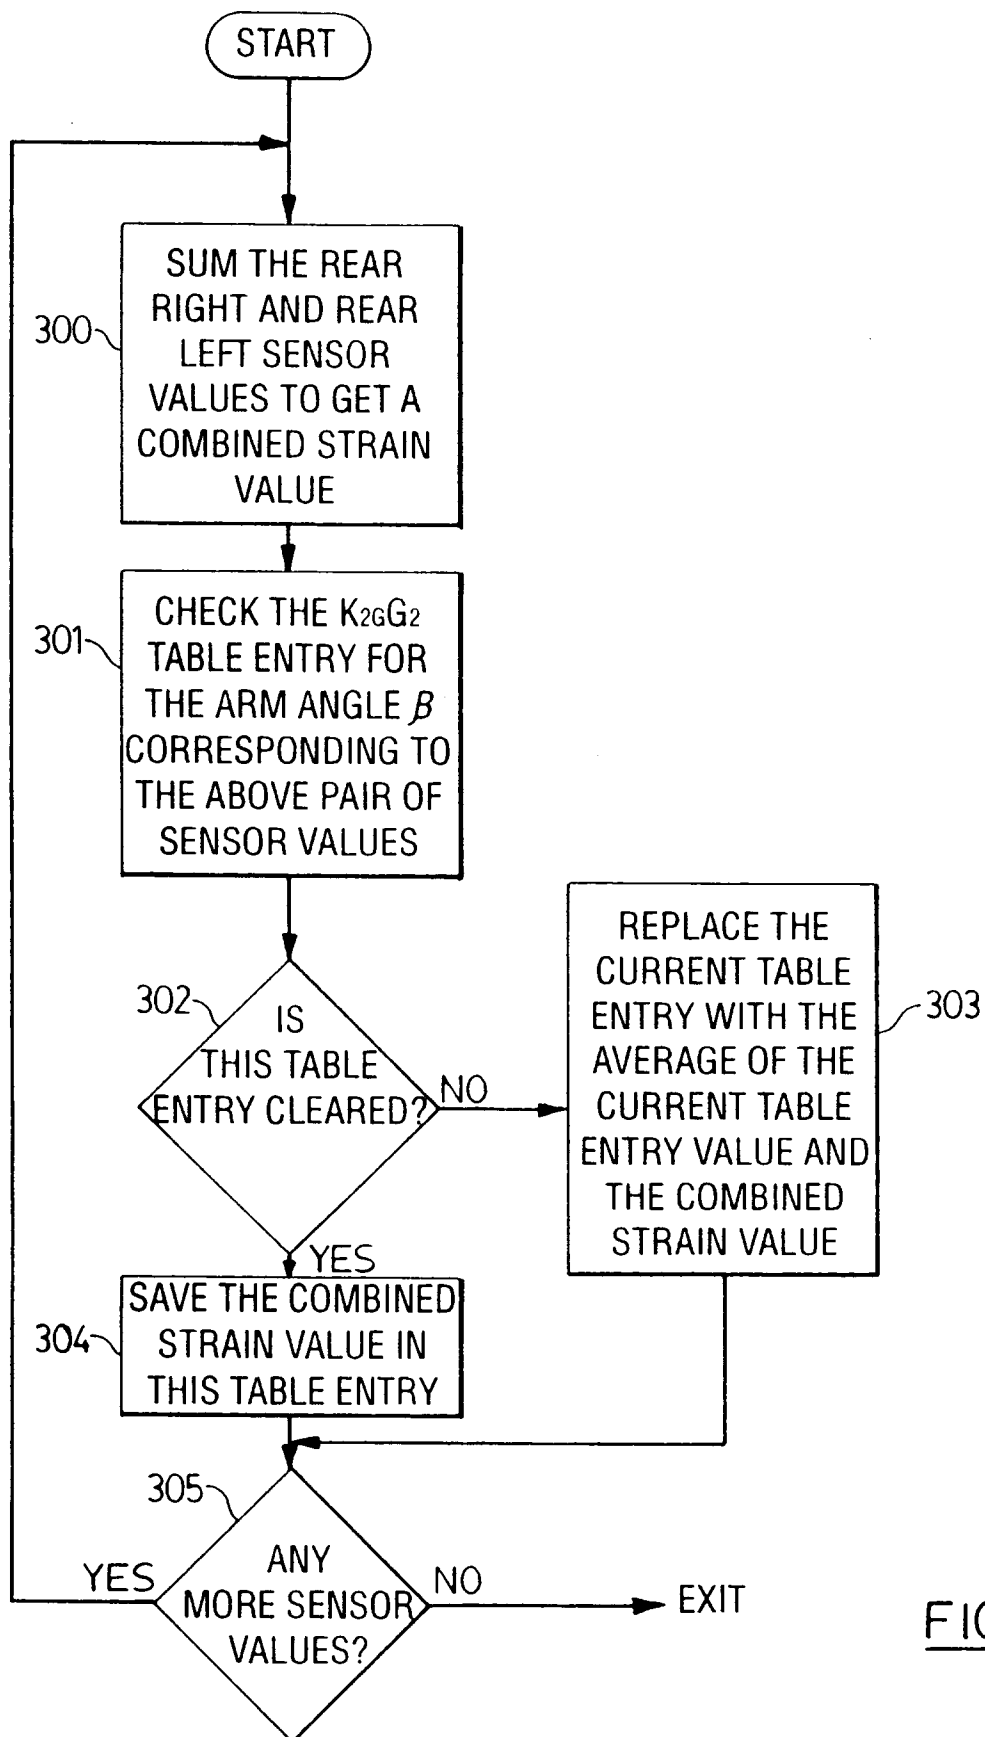 START
300
SUM THE REAR
RIGHT AND REAR
LEFT SENSOR
VALUES TO GET A
COMBINED STRAIN
VALUE
301
CHECK THE K2GG2
TABLE ENTRY FOR
THE ARM ANGLE β
CORRESPONDING TO
THE ABOVE PAIR OF
SENSOR VALUES
302
IS
THIS TABLE
ENTRY CLEARED?
NO
YES
303
REPLACE THE
CURRENT TABLE
ENTRY WITH THE
AVERAGE OF THE
CURRENT TABLE
ENTRY VALUE AND
THE COMBINED
STRAIN VALUE
304
SAVE THE COMBINED
STRAIN VALUE IN
THIS TABLE ENTRY
305
ANY
MORE SENSOR
VALUES?
YES
NO
EXIT